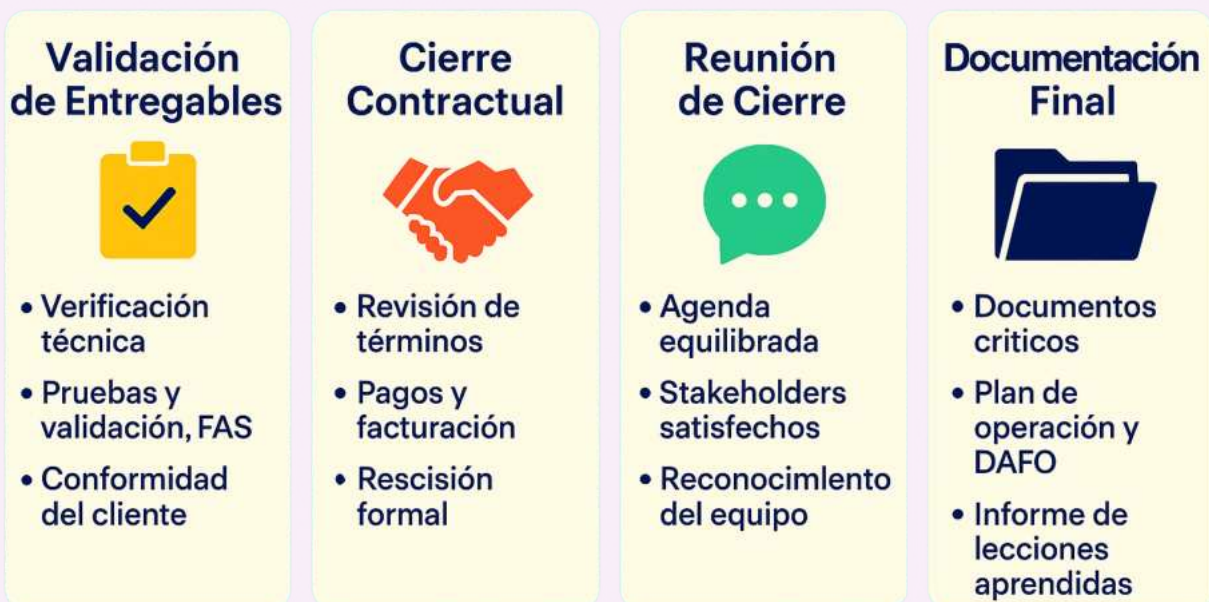 Validación
de Entregables
• Verificación
técnica
• Pruebas y
validación, FAS
• Conformidad
del cliente
Cierre
Contractual
• Revisión de
términos
• Pagos y
facturación
• Rescisión
formal
Reunión
de Cierre
• Agenda
equilibrada
• Stakeholders
satisfechos
• Reconocimlento
del equipo
Documentación
Final
• Documentos
criticos
• Plan de
operación y
DAFO
• Informe de
lecciones
aprendidas